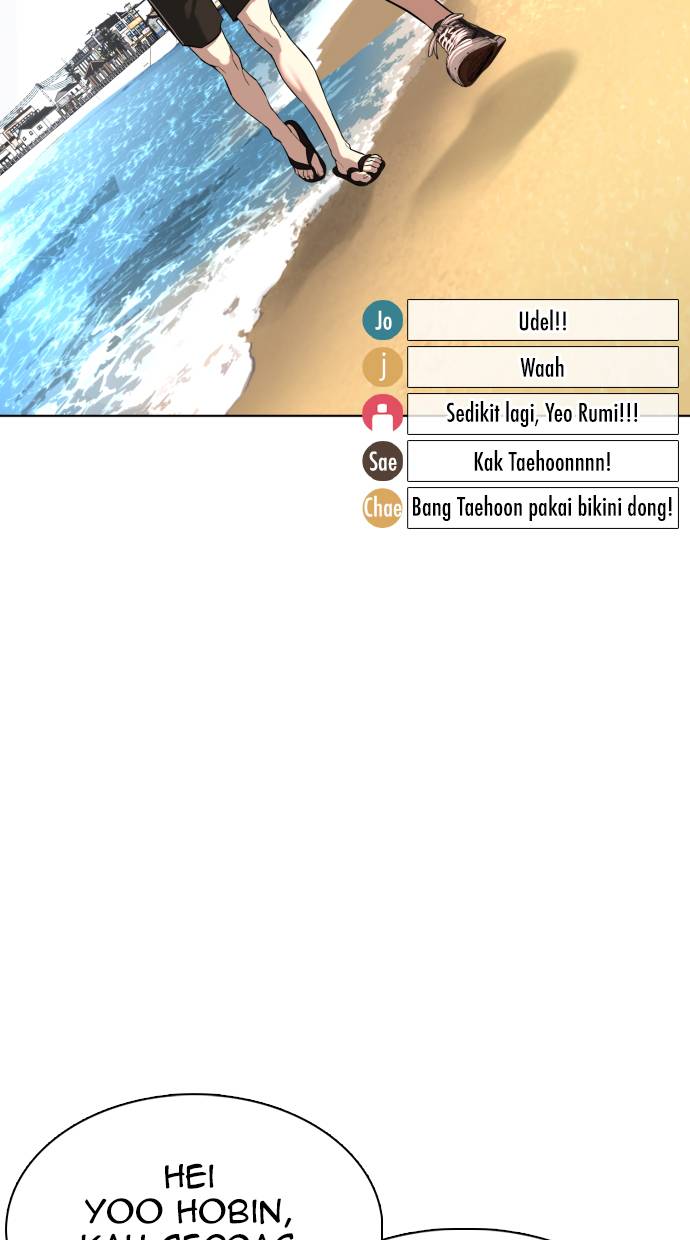 Jo Udel!!
j Waah
Sedikit lagi, Yeo Rumi!!!
Sae Kak Taehoonnnn!
Chae Bang Taehoon pakai bikini dong!
HEI
YOO HOBIN,